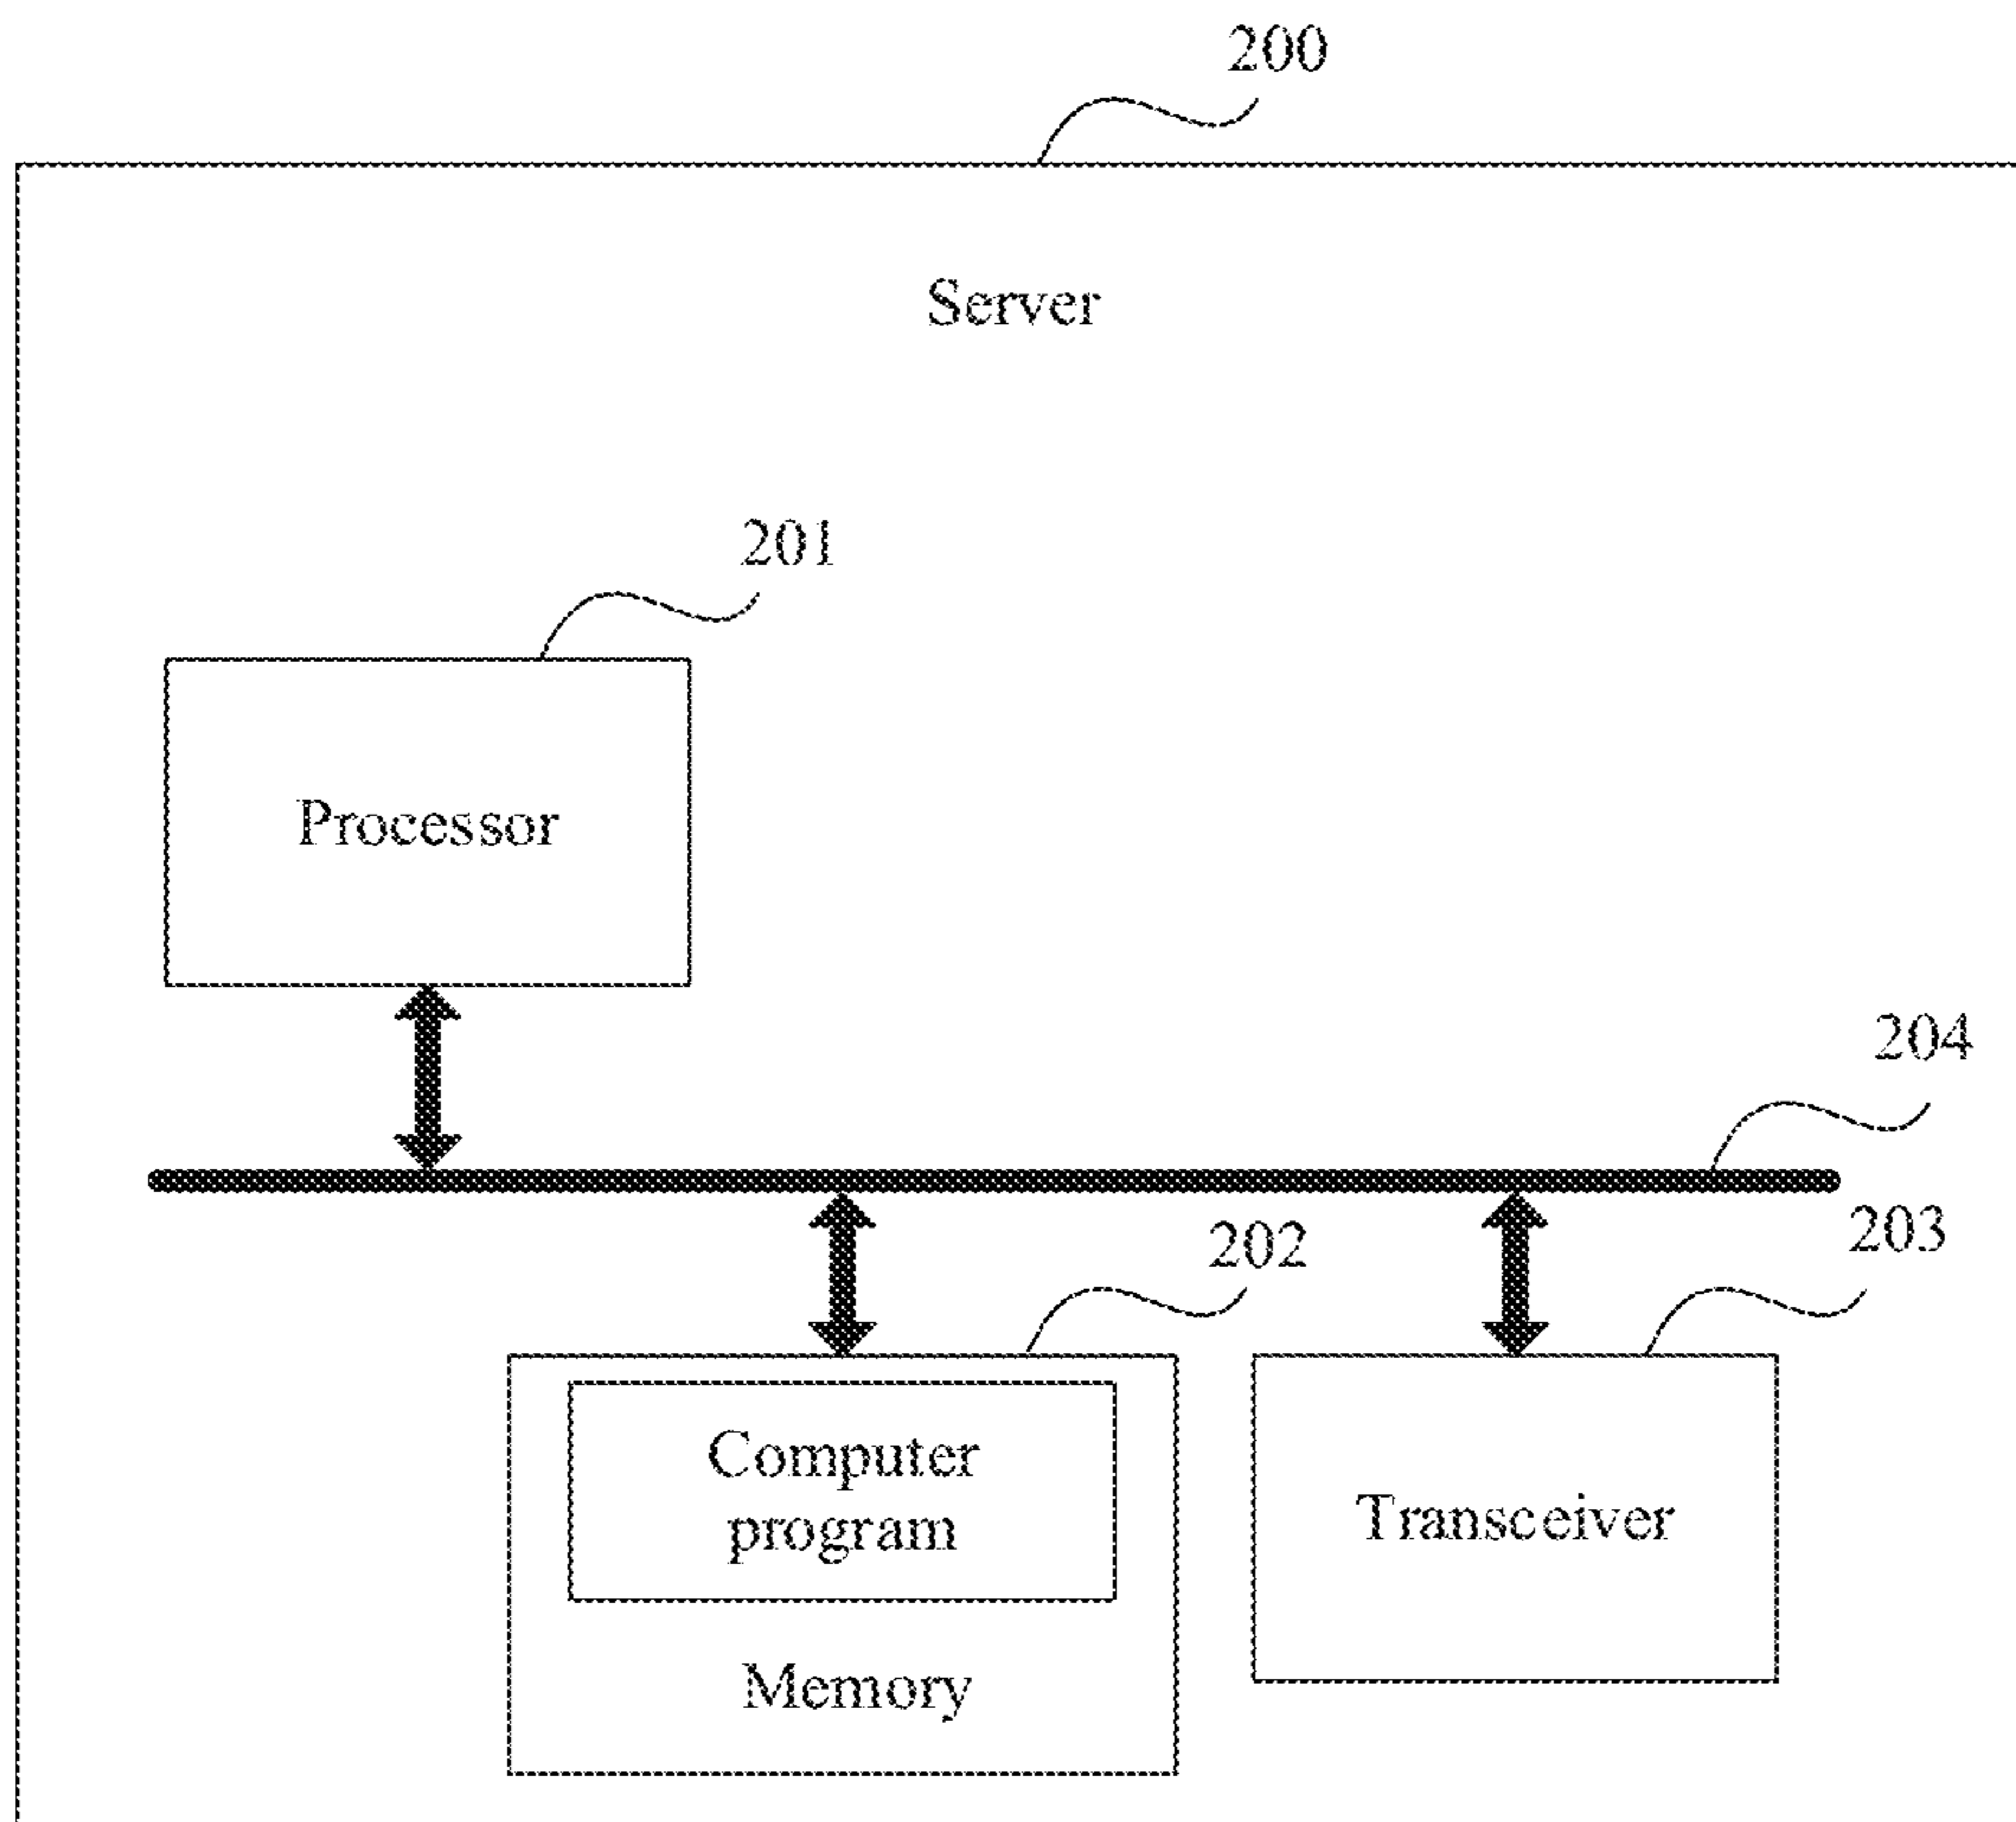 200
Server
201
Processor
204
203
202
Computer
program
Transceiver
Memory